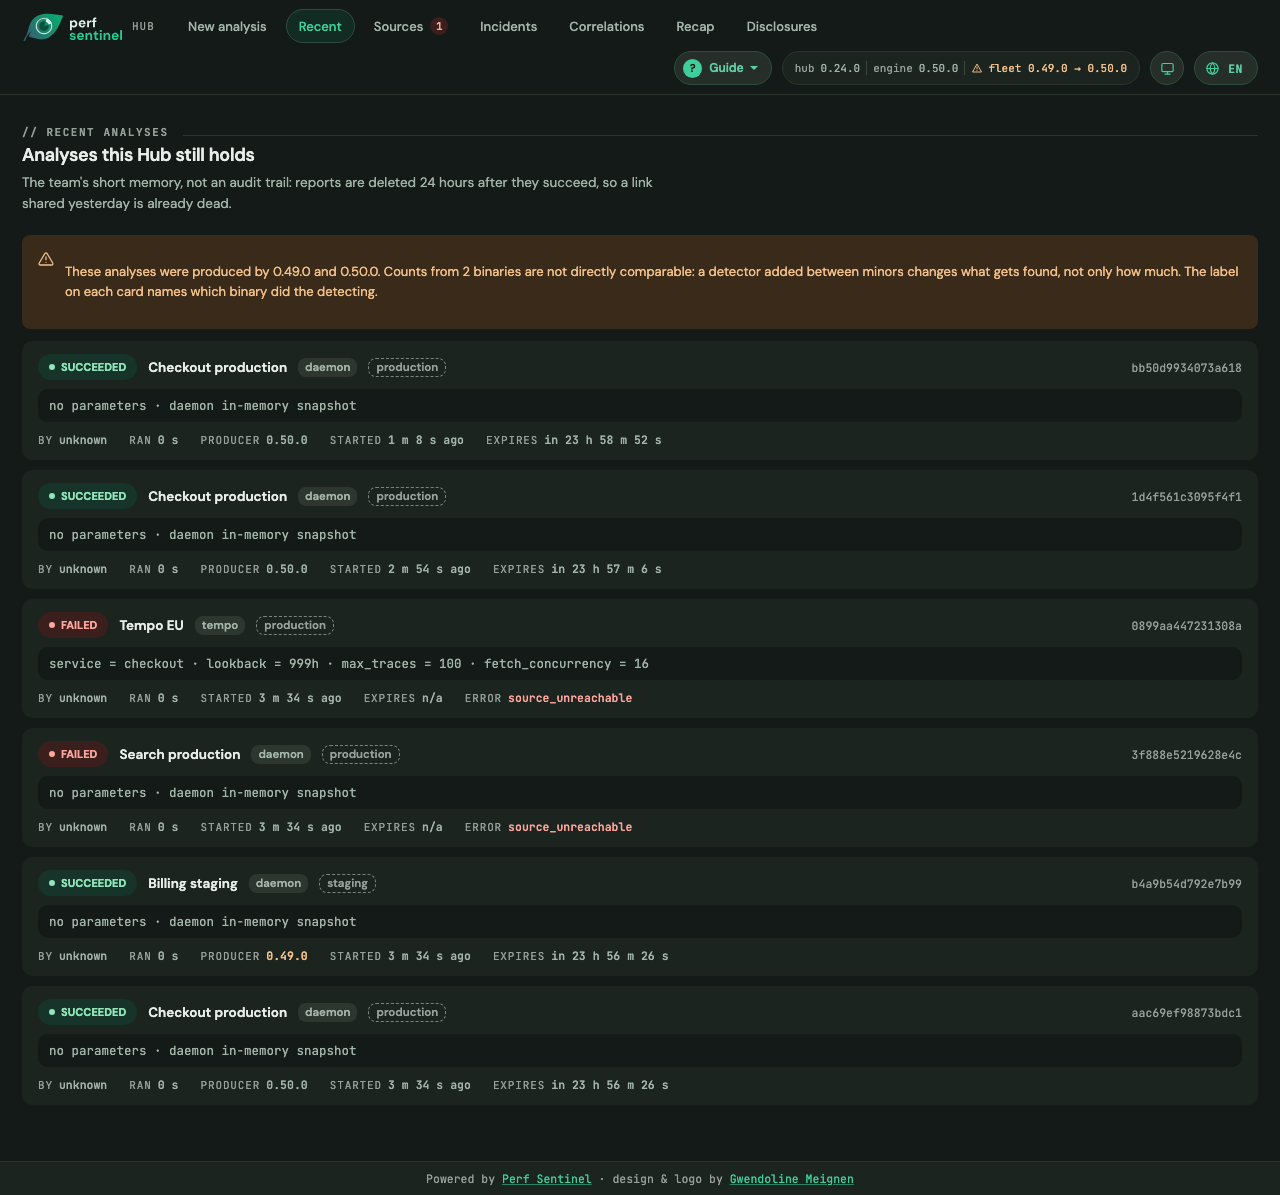 perf sentinel HUB New analysis Recent Sources 1 Incidents Correlations Recap Disclosures
? Guide hub 0.24.0 engine 0.50.0 fleet 0.49.0 → 0.50.0 EN
// RECENT ANALYSES
Analyses this Hub still holds
The team's short memory, not an audit trail: reports are deleted 24 hours after they succeed, so a link
shared yesterday is already dead.
These analyses were produced by 0.49.0 and 0.50.0. Counts from 2 binaries are not directly comparable: a detector added between minors changes what gets found, not only how much. The label
on each card names which binary did the detecting.
SUCCEEDED Checkout production daemon production bb50d9934073a618
no parameters · daemon in-memory snapshot
BY unknown RAN 0 s PRODUCER 0.50.0 STARTED 1 m 8 s ago EXPIRES in 23 h 58 m 52 s
SUCCEEDED Checkout production daemon production 1d4f561c3095f4f1
no parameters · daemon in-memory snapshot
BY unknown RAN 0 s PRODUCER 0.50.0 STARTED 2 m 54 s ago EXPIRES in 23 h 57 m 6 s
FAILED Tempo EU tempo production 0899aa447231308a
service = checkout · lookback = 999h · max_traces = 100 · fetch_concurrency = 16
BY unknown RAN 0 s STARTED 3 m 34 s ago EXPIRES n/a ERROR source_unreachable
FAILED Search production daemon production 3f888e5219628e4c
no parameters · daemon in-memory snapshot
BY unknown RAN 0 s STARTED 3 m 34 s ago EXPIRES n/a ERROR source_unreachable
SUCCEEDED Billing staging daemon staging b4a9b54d792e7b99
no parameters · daemon in-memory snapshot
BY unknown RAN 0 s PRODUCER 0.49.0 STARTED 3 m 34 s ago EXPIRES in 23 h 56 m 26 s
SUCCEEDED Checkout production daemon production aac69ef98873bdc1
no parameters · daemon in-memory snapshot
BY unknown RAN 0 s PRODUCER 0.50.0 STARTED 3 m 34 s ago EXPIRES in 23 h 56 m 26 s
Powered by Perf Sentinel · design & logo by Gwendoline Meignen